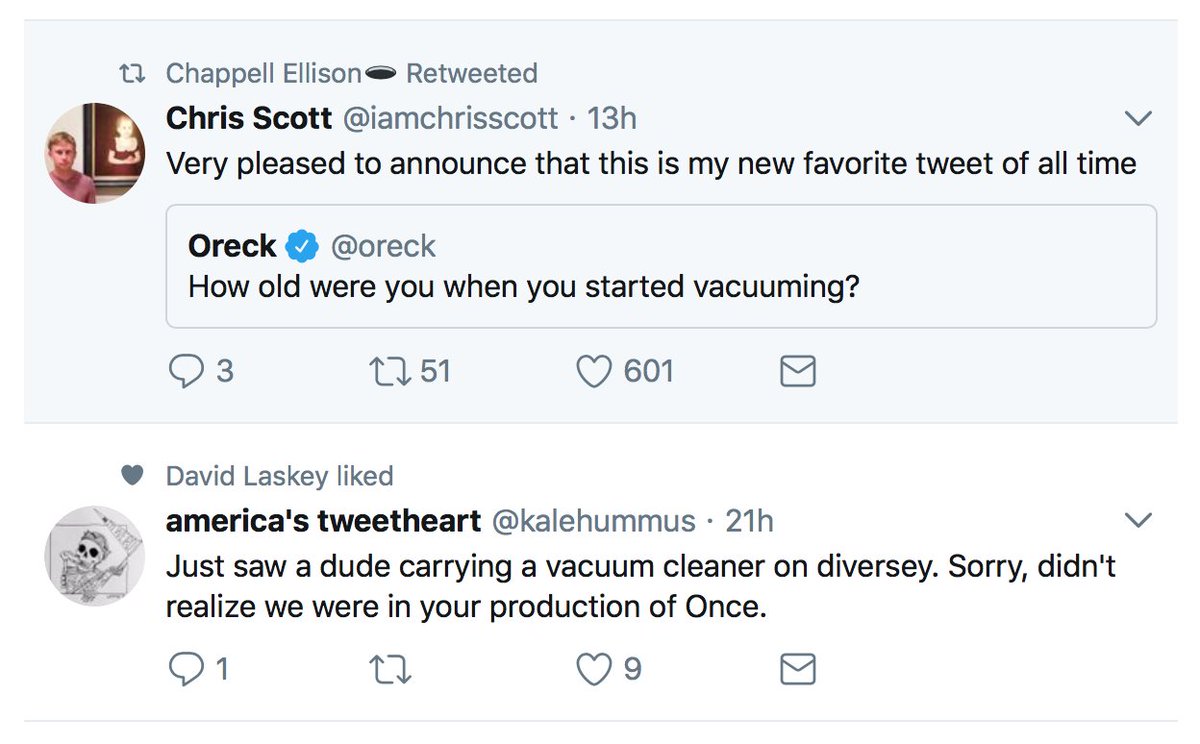 Chappell Ellison🕳️ Retweeted
Chris Scott @iamchrisscott · 13h
Very pleased to announce that this is my new favorite tweet of all time
Oreck @oreck
How old were you when you started vacuuming?
3 51 601
David Laskey liked
america's tweetheart @kalehummus · 21h
Just saw a dude carrying a vacuum cleaner on diversey. Sorry, didn't
realize we were in your production of Once.
1 9